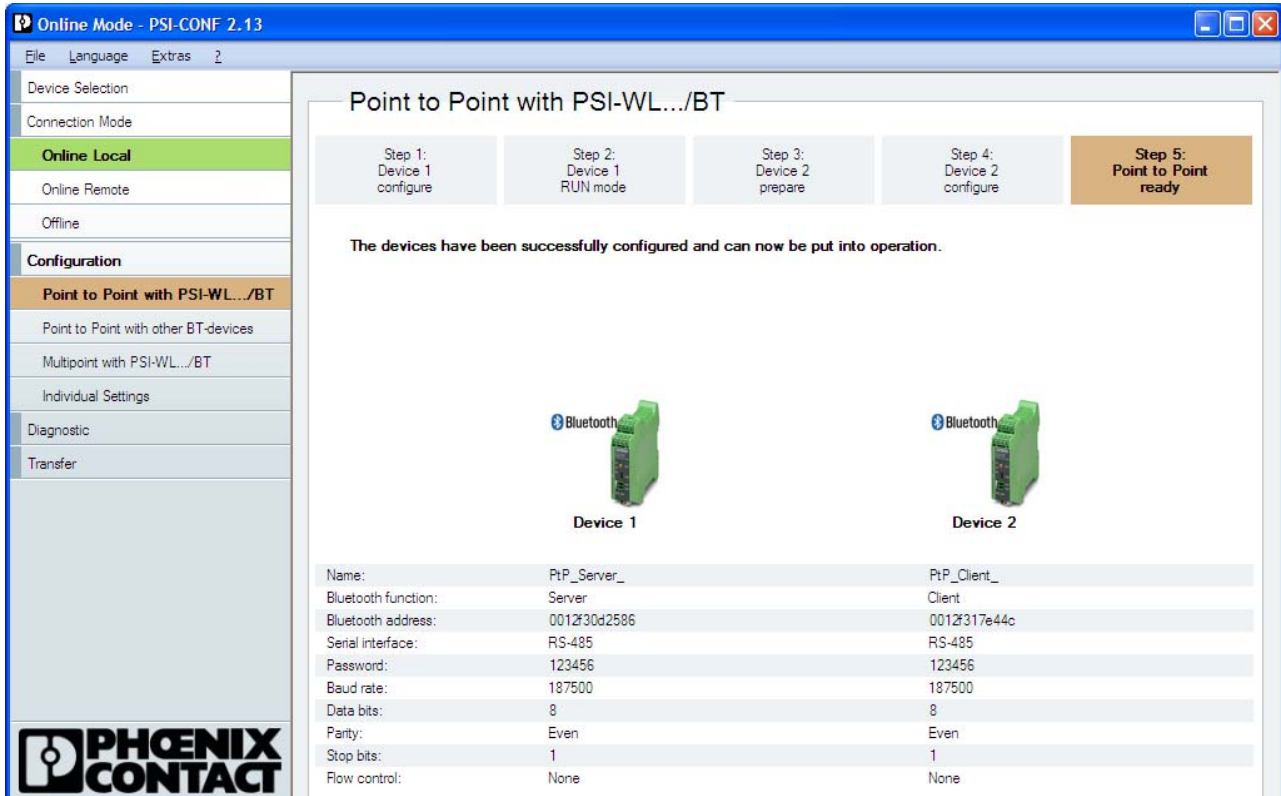 Online Mode - PSI-CONF 2.13
File Language Extras ?
Device Selection
Connection Mode
Online Local
Online Remote
Offline
Configuration
Point to Point with PSI-WL.../BT
Point to Point with other BT-devices
Multipoint with PSI-WL.../BT
Individual Settings
Diagnostic
Transfer
PHŒNIX
CONTACT
Point to Point with PSI-WL.../BT
Step 1:
Device 1
configure
Step 2:
Device 1
RUN mode
Step 3:
Device 2
prepare
Step 4:
Device 2
configure
Step 5:
Point to Point
ready
The devices have been successfully configured and can now be put into operation.
Bluetooth Bluetooth
Device 1 Device 2
Name: PtP_Server_ PtP_Client_
Bluetooth function: Server Client
Bluetooth address: 0012f30d2586 0012f317e44c
Serial interface: RS-485 RS-485
Password: 123456 123456
Baud rate: 187500 187500
Data bits: 8 8
Parity: Even Even
Stop bits: 1 1
Flow control: None None